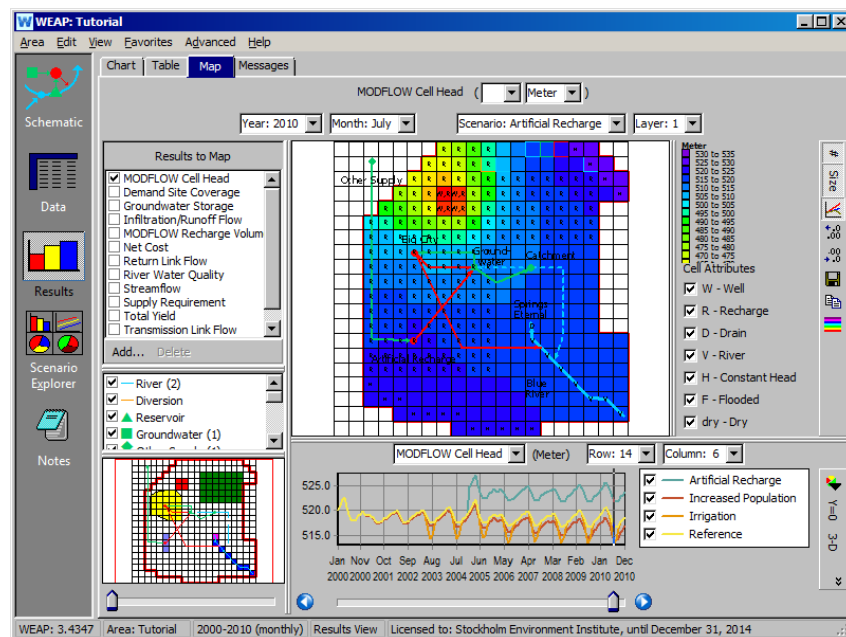 WEAP: Tutorial
Area Edit View Favorites Advanced Help
Chart Table Map Messages
MODFLOW Cell Head ( Meter )
Year: 2010 Month: July Scenario: Artificial Recharge Layer: 1
Schematic
Data
Results
Scenario
Explorer
Notes
Results to Map
MODFLOW Cell Head
Demand Site Coverage
Groundwater Storage
Infiltration/Runoff Flow
MODFLOW Recharge Volum
Net Cost
Return Link Flow
River Water Quality
Streamflow
Supply Requirement
Total Yield
Transmission Link Flow
Add... Delete
River (2)
Diversion
Reservoir
Groundwater (1)
Other Supply
Big City
Ground-
water
Catchment
Springs
Eternal
Artificial Recharge
Blue
River
Meter
530 to 535
525 to 530
520 to 525
515 to 520
510 to 515
505 to 510
500 to 505
495 to 500
490 to 495
485 to 490
480 to 485
475 to 480
470 to 475
Cell Attributes
W - Well
R - Recharge
D - Drain
V - River
H - Constant Head
F - Flooded
dry - Dry
#
Size
MODFLOW Cell Head (Meter) Row: 14 Column: 6
525.0
520.0
515.0
Jan Nov Oct Sep Aug Jul Jun May Apr Mar Feb Jan Dec
2000 2000 2001 2002 2003 2004 2005 2006 2007 2008 2009 2010 2010
Artificial Recharge
Increased Population
Irrigation
Reference
Y=0
3-D
WEAP: 3.4347 Area: Tutorial 2000-2010 (monthly) Results View Licensed to: Stockholm Environment Institute, until December 31, 2014